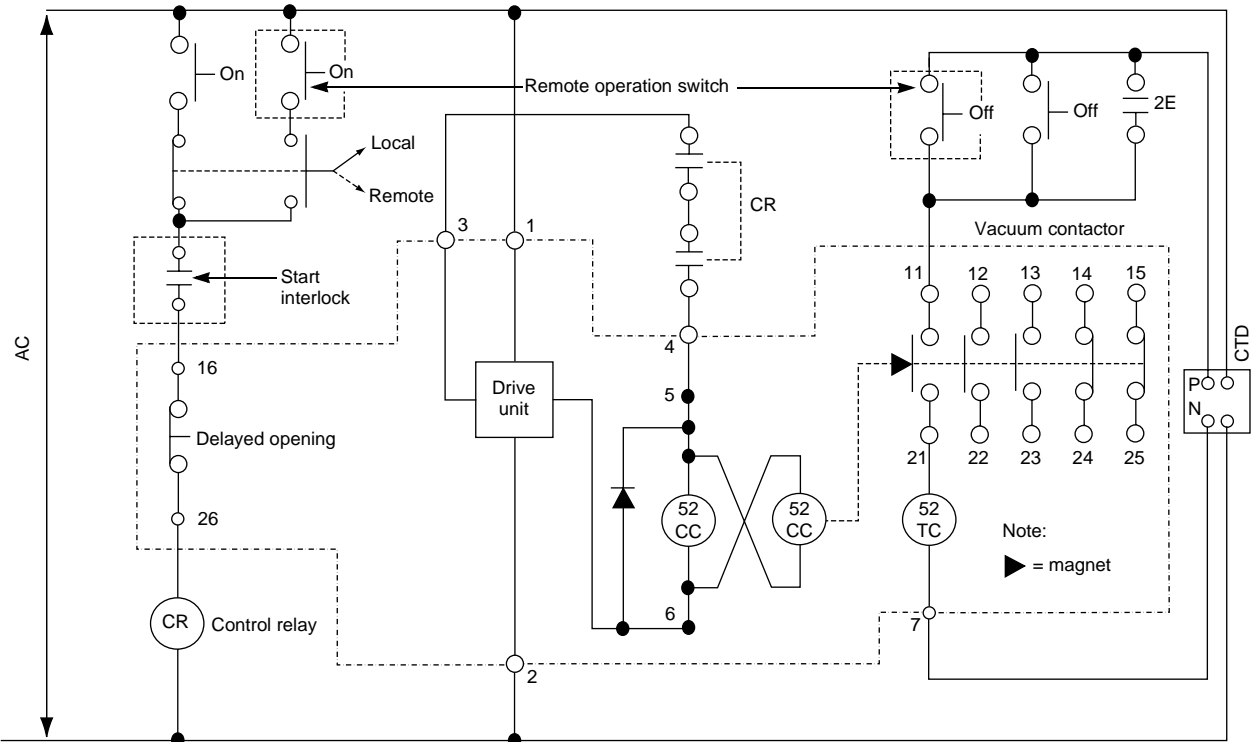 On
On
Remote operation switch
Off
Off
2E
Local
Remote
CR
3
1
Vacuum contactor
Start
interlock
11
12
13
14
15
AC
4
CTD
16
Drive
unit
5
P
N
Delayed opening
21
22
23
24
25
26
52
CC
52
CC
52
TC
Note:
= magnet
CR
Control relay
6
7
2